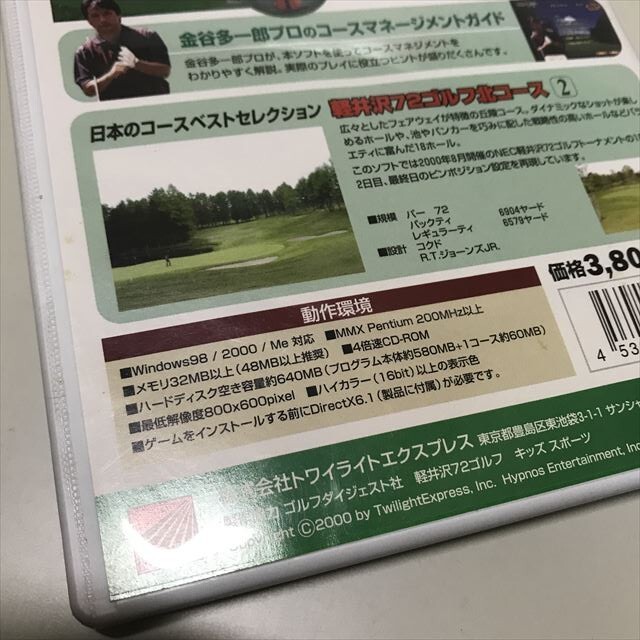 金谷多一郎プロのコースマネージメントガイド
金谷多一郎プロが、本ソフトを使ってコースマネジメントを
わかりやすく解説。実際のプレイに役立つヒントが盛りだくさんです。
日本のコースベストセレクション 軽井沢72ゴルフ北コース 2
広々としたフェアウェイが特徴の丘陵コース。ダイナミックなショットが楽し
めるホールや、池やバンカーを巧みに配した戦略性の高いホールなどバラ
エティに富んだ18ホール。
このソフトでは2000年8月開催のNEC軽井沢72ゴルフトーナメントの
2日目、最終日のピンポジション設定を再現しています。
■規模 パー 72
バックティ 6904ヤード
レギュラーティ 6579ヤード
■設計 コクド
R.T.ジョーンズJR.
価格3,80
動作環境
■Windows98 / 2000 / Me 対応 ■MMX Pentium 200MHz以上
■メモリ32MB以上(48MB以上推奨) ■4倍速CD-ROM
■ハードディスク空き容量約640MB(プログラム本体約580MB+1コース約60MB)
■最低解像度800x600pixel ■ハイカラー(16bit)以上の表示色
■ゲームをインストールする前にDirectX6.1(製品に付属)が必要です。
4 53
会社トワイライトエクスプレス 東京都豊島区東池袋3-1-1 サンシャ
力 ゴルフダイジェスト社 軽井沢72ゴルフ キッズ スポーツ
Copyright ©2000 by TwilightExpress, Inc. Hypnos Entertainment, Inc